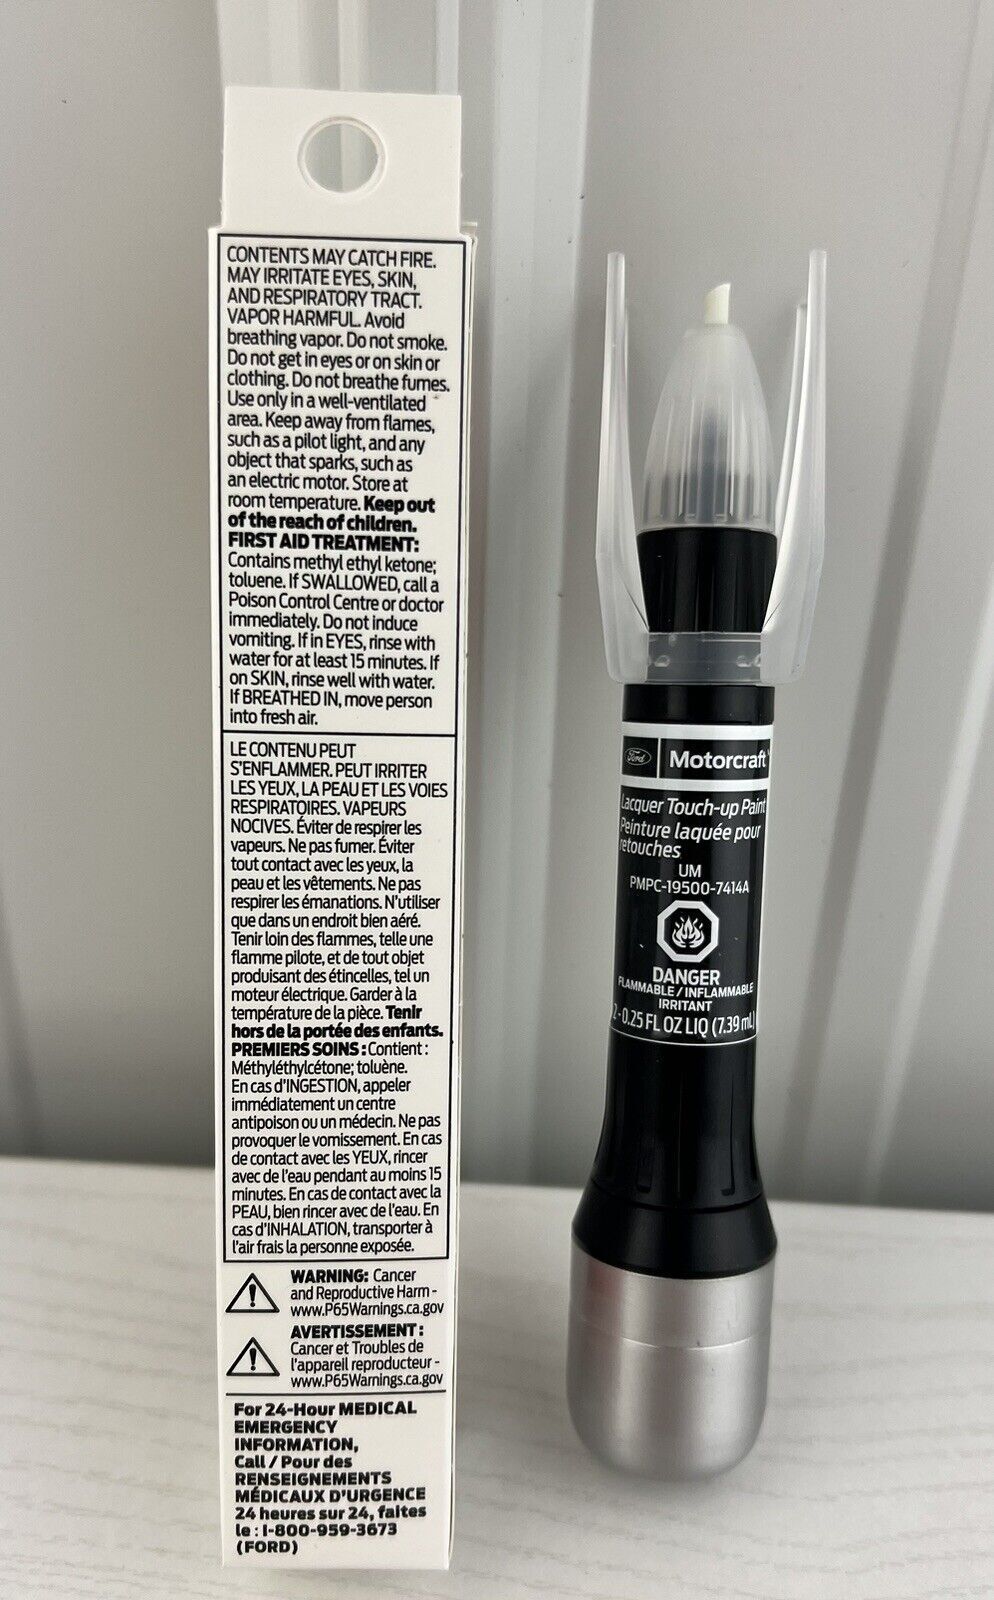 CONTENTS MAY CATCH FIRE.
MAY IRRITATE EYES, SKIN,
AND RESPIRATORY TRACT.
VAPOR HARMFUL. Avoid
breathing vapor. Do not smoke.
Do not get in eyes or on skin or
clothing. Do not breathe fumes.
Use only in a well-ventilated
area. Keep away from flames,
such as a pilot light, and any
object that sparks, such as
an electric motor. Store at
room temperature. Keep out
of the reach of children.
FIRST AID TREATMENT:
Contains methyl ethyl ketone;
toluene. If SWALLOWED, call a
Poison Control Centre or doctor
immediately. Do not induce
vomiting. If in EYES, rinse with
water for at least 15 minutes. If
on SKIN, rinse well with water.
If BREATHED IN, move person
into fresh air.
LE CONTENU PEUT
S'ENFLAMMER. PEUT IRRITER
LES YEUX, LA PEAU ET LES VOIES
RESPIRATOIRES. VAPEURS
NOCIVES. Éviter de respirer les
vapeurs. Ne pas fumer. Éviter
tout contact avec les yeux, la
peau et les vêtements. Ne pas
respirer les émanations. N'utiliser
que dans un endroit bien aéré.
Tenir loin des flammes, telle une
flamme pilote, et de tout objet
produisant des étincelles, tel un
moteur électrique. Garder à la
température de la pièce. Tenir
hors de la portée des enfants.
PREMIERS SOINS : Contient :
Méthyléthylcétone; toluène.
En cas d'INGESTION, appeler
immédiatement un centre
antipoison ou un médecin. Ne pas
provoquer le vomissement. En cas
de contact avec les YEUX, rincer
avec de l'eau pendant au moins 15
minutes. En cas de contact avec la
PEAU, bien rincer avec de l'eau. En
cas d'INHALATION, transporter à
l'air frais la personne exposée.
WARNING: Cancer
and Reproductive Harm -
www.P65Warnings.ca.gov
AVERTISSEMENT :
Cancer et Troubles de
l'appareil reproducteur -
www.P65Warnings.ca.gov
For 24-Hour MEDICAL
EMERGENCY
INFORMATION,
Call / Pour des
RENSEIGNEMENTS
MÉDICAUX D'URGENCE
24 heures sur 24, faites
le : 1-800-959-3673
(FORD)
Ford Motorcraft
Lacquer Touch-up Paint
Peinture laquée pour
retouches
UM
PMPC-19500-7414A
DANGER
FLAMMABLE / INFLAMMABLE
IRRITANT
2-0.25 FL OZ LIQ (7.39 mL)